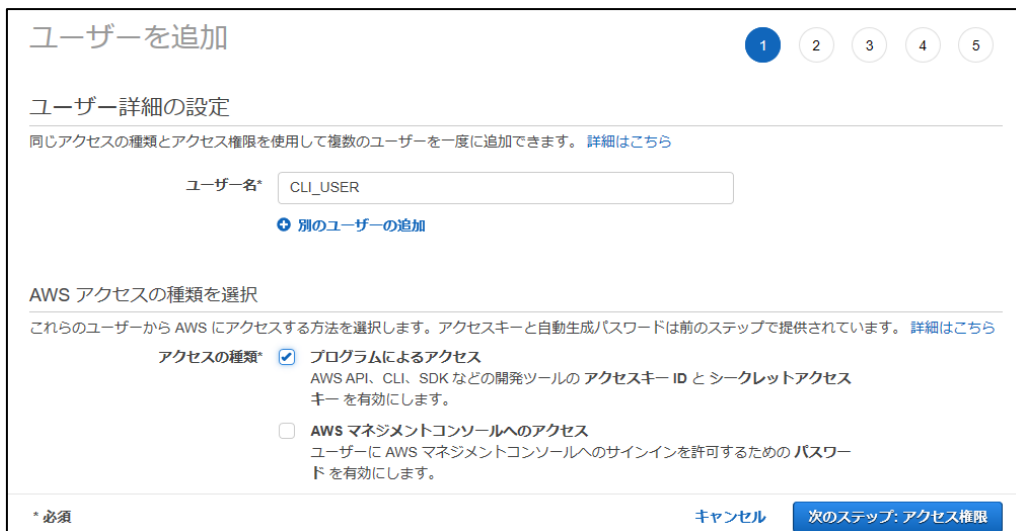 ユーザーを追加
1 2 3 4 5
ユーザー詳細の設定
同じアクセスの種類とアクセス権限を使用して複数のユーザーを一度に追加できます。 詳細はこちら
ユーザー名* CLI_USER
別のユーザーの追加
AWS アクセスの種類を選択
これらのユーザーから AWS にアクセスする方法を選択します。アクセスキーと自動生成パスワードは前のステップで提供されています。 詳細はこちら
アクセスの種類* プログラムによるアクセス
AWS API、CLI、SDK などの開発ツールの アクセスキー ID と シークレットアクセス
キー を有効にします。
AWS マネジメントコンソールへのアクセス
ユーザーに AWS マネジメントコンソールへのサインインを許可するための パスワー
ド を有効にします。
* 必須 キャンセル 次のステップ: アクセス権限